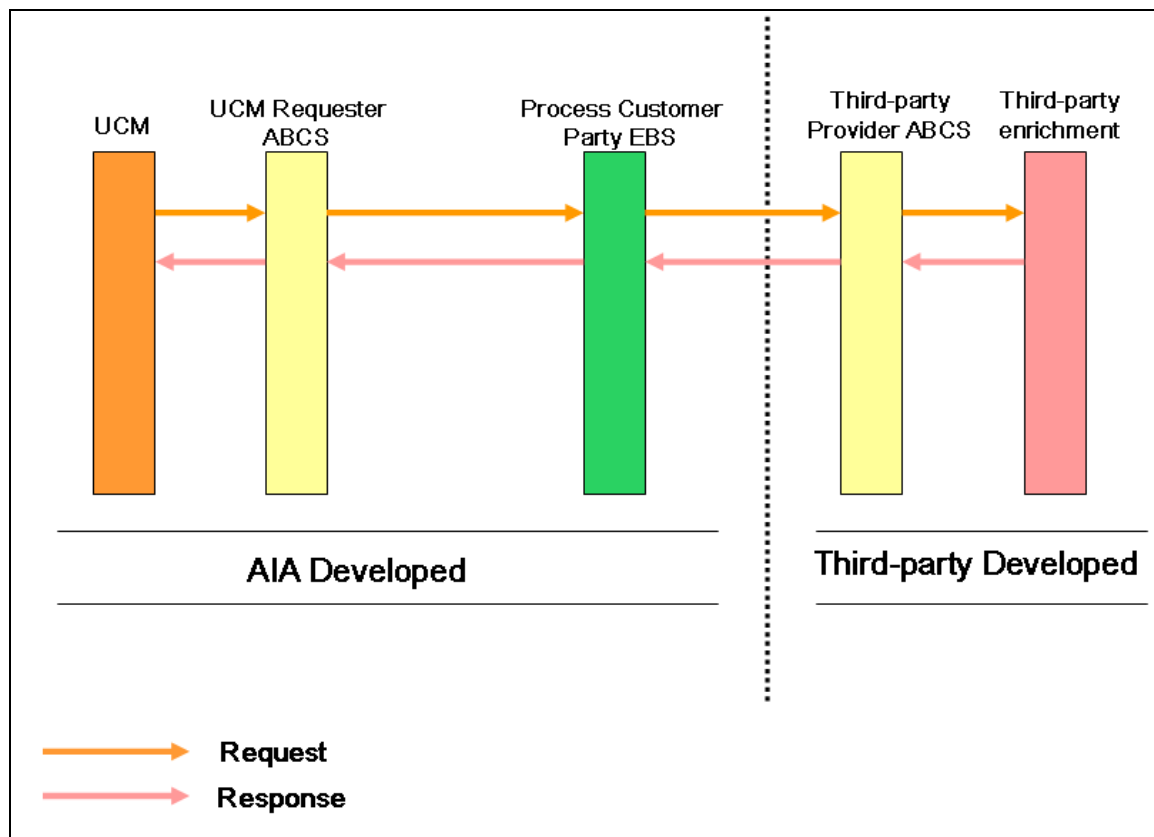 UCM
UCM Requester
ABCS
Process Customer
Party EBS
Third-party
Provider ABCS
Third-party
enrichment
AIA Developed
Third-party Developed
Request
Response